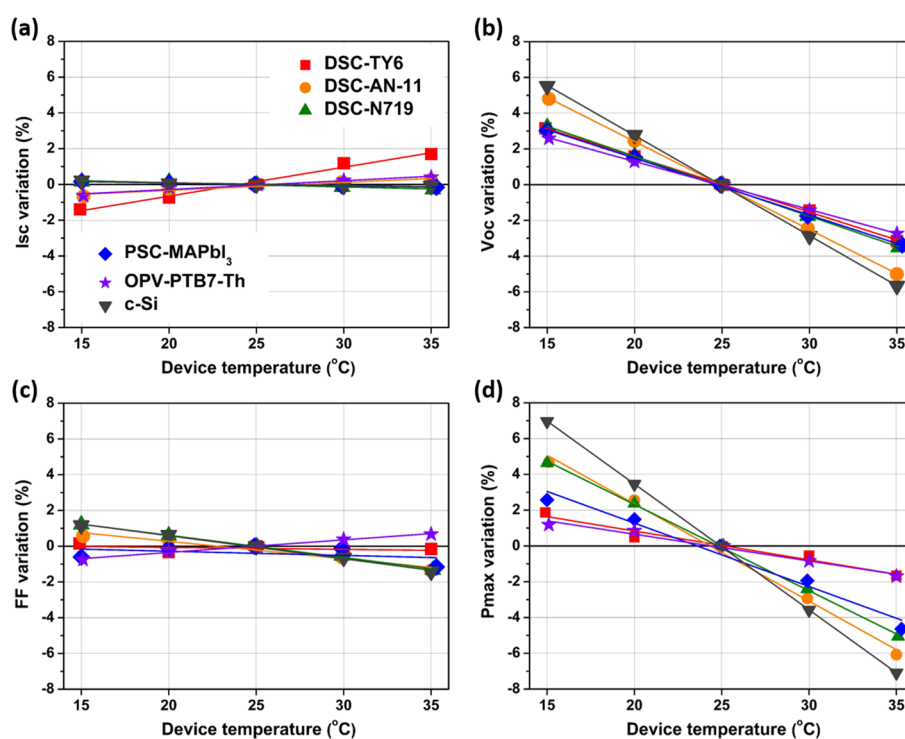 (a)
Isc variation (%)
8
6
4
2
0
-2
-4
-6
-8
DSC-TY6
DSC-AN-11
DSC-N719
PSC-MAPbI3
OPV-PTB7-Th
c-Si
15 20 25 30 35
Device temperature (oC)
(b)
Voc variation (%)
8
6
4
2
0
-2
-4
-6
-8
15 20 25 30 35
Device temperature (oC)
(c)
FF variation (%)
8
6
4
2
0
-2
-4
-6
-8
15 20 25 30 35
Device temperature (oC)
(d)
Pmax variation (%)
8
6
4
2
0
-2
-4
-6
-8
15 20 25 30 35
Device temperature (oC)